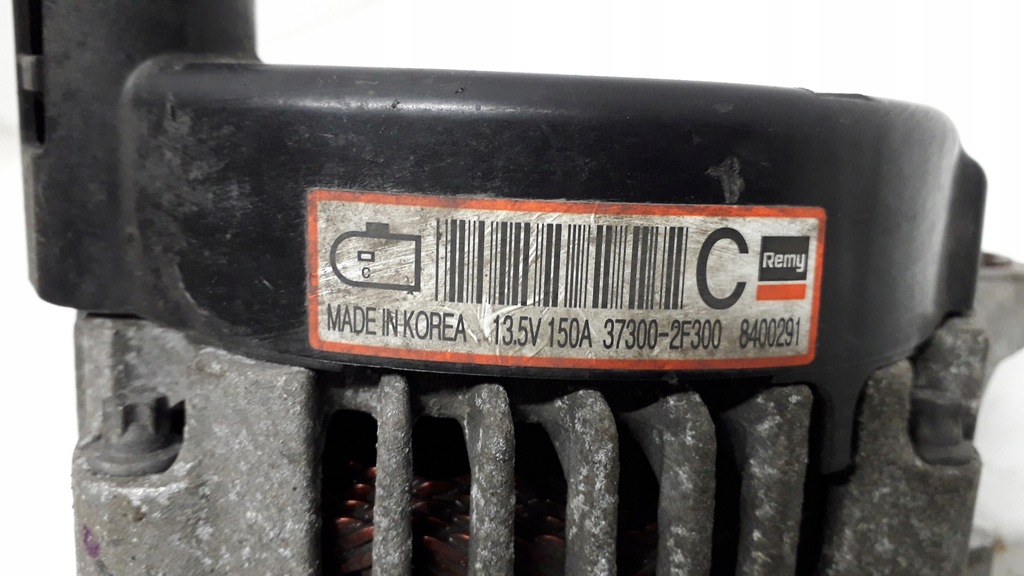 C
C
Remy
MADE IN KOREA 13.5V 150A 37300-2F300 8400291